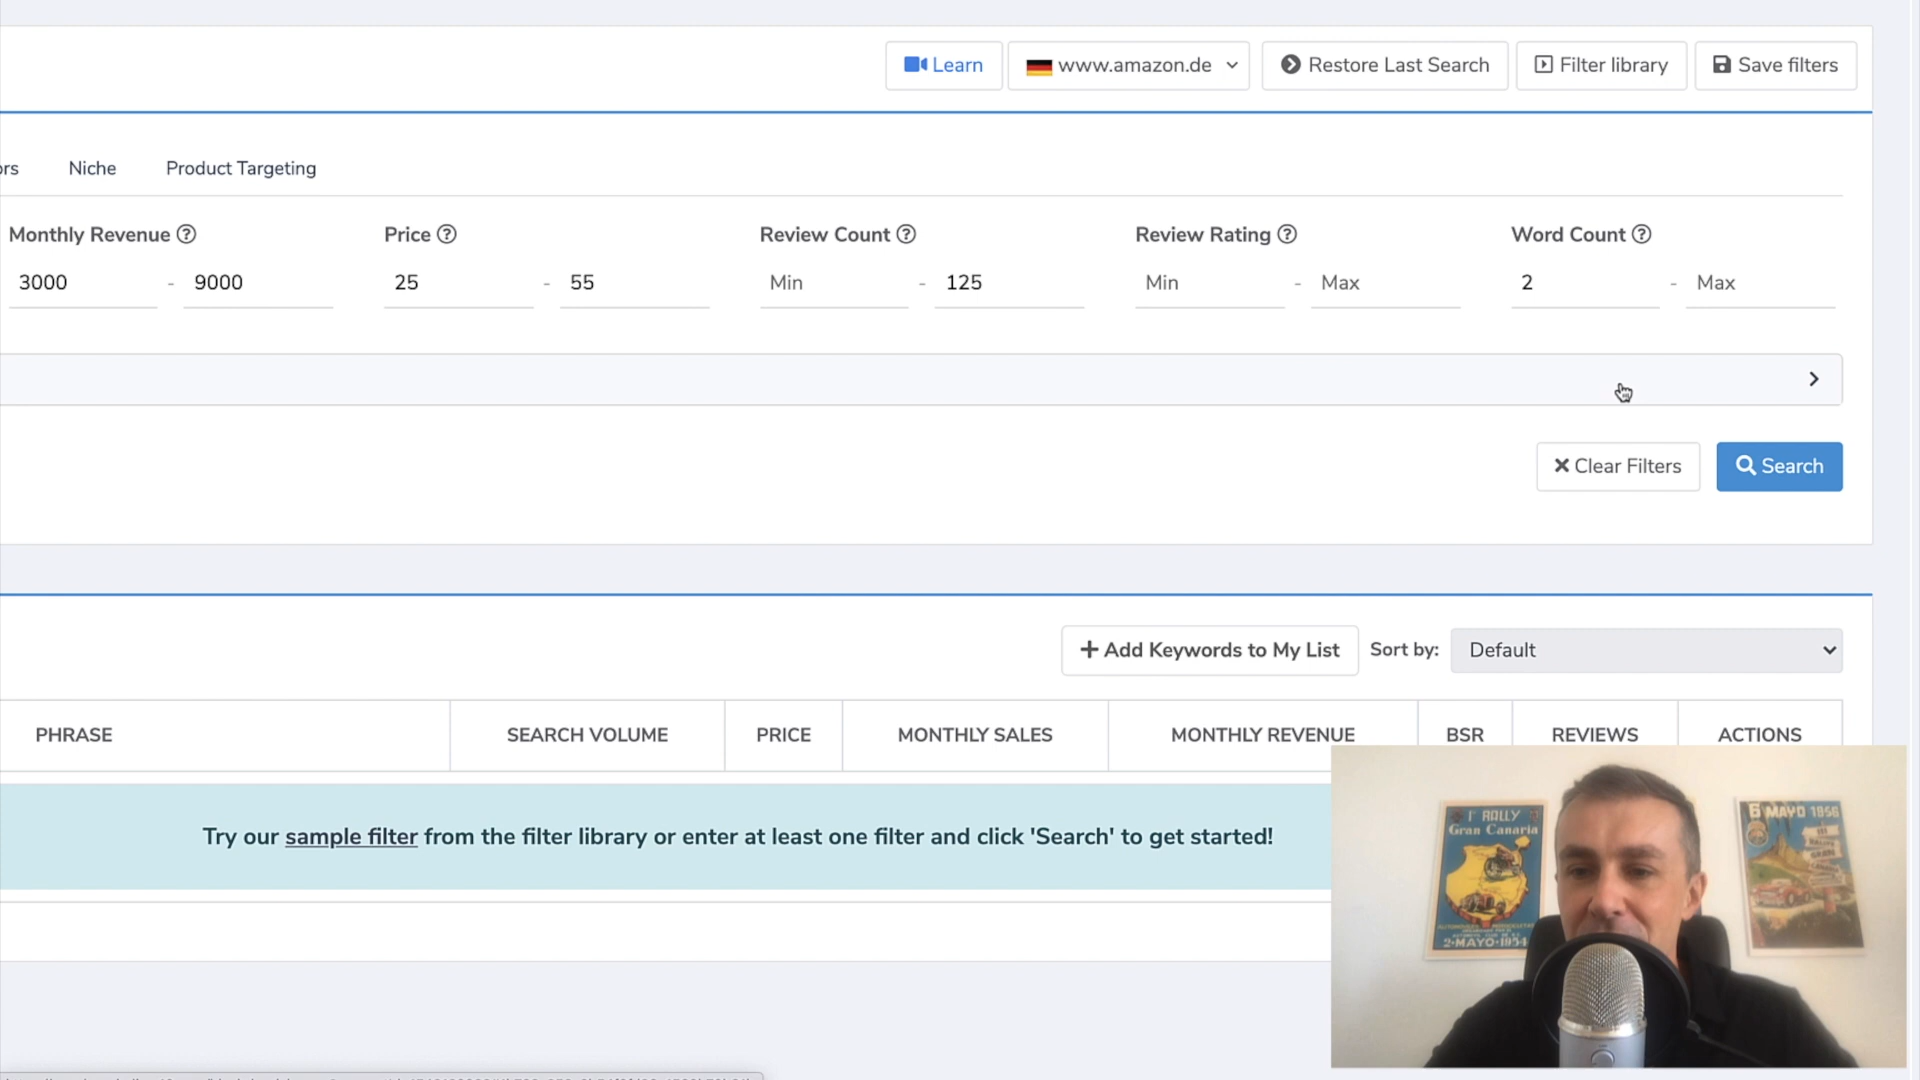 Learn
www.amazon.de
Restore Last Search
Filter library
Save filters
ors
Niche
Product Targeting
Monthly Revenue
Price
Review Count
Review Rating
Word Count
3000 - 9000
25 - 55
Min - 125
Min - Max
2 - Max
Clear Filters
Search
Add Keywords to My List
Sort by:
Default
PHRASE
SEARCH VOLUME
PRICE
MONTHLY SALES
MONTHLY REVENUE
BSR
REVIEWS
ACTIONS
Try our sample filter from the filter library or enter at least one filter and click 'Search' to get started!
1º RALLY
Gran Canaria
2·MAYO·1954
6 MAYO 1956